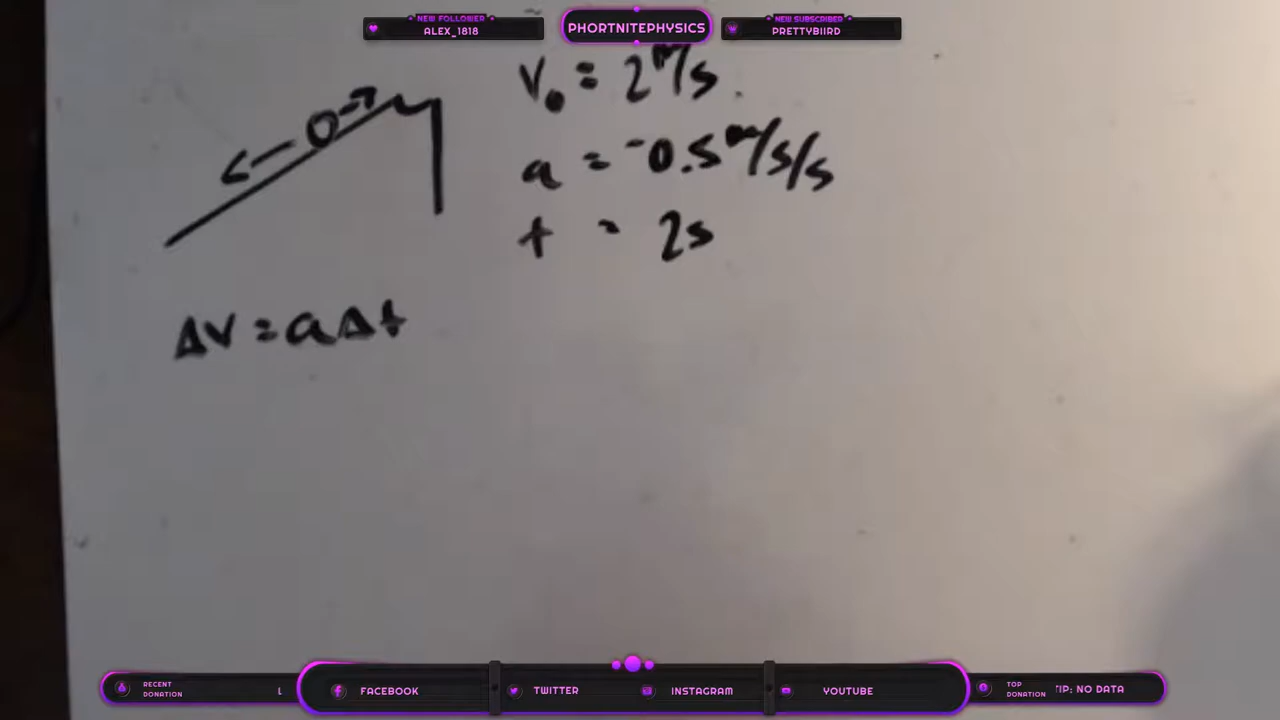 NEW FOLLOWER
ALEX_1818
PHORTNITEPHYSICS
NEW SUBSCRIBED
PRETTYBIIRD
V₀ = 2 m/s
a = -0.5 m/s/s
t = 2s
ΔV = aΔt
RECENT DONATION
L
FACEBOOK
TWITTER
INSTAGRAM
YOUTUBE
TOP DONATION
TIP: NO DATA